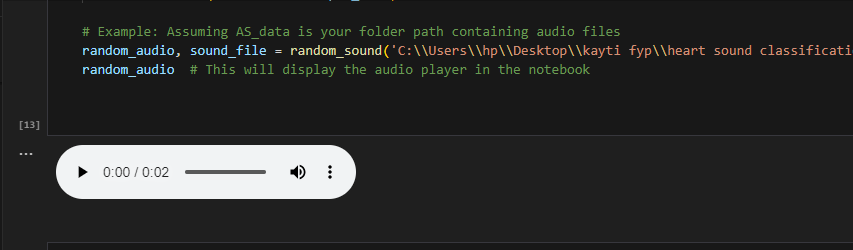 # Example: Assuming AS_data is your folder path containing audio files
random_audio, sound_file = random_sound('C:\\Users\\hp\\Desktop\\kayti fyp\\heart sound classificati
random_audio  # This will display the audio player in the notebook
[13]
...
0:00 / 0:02